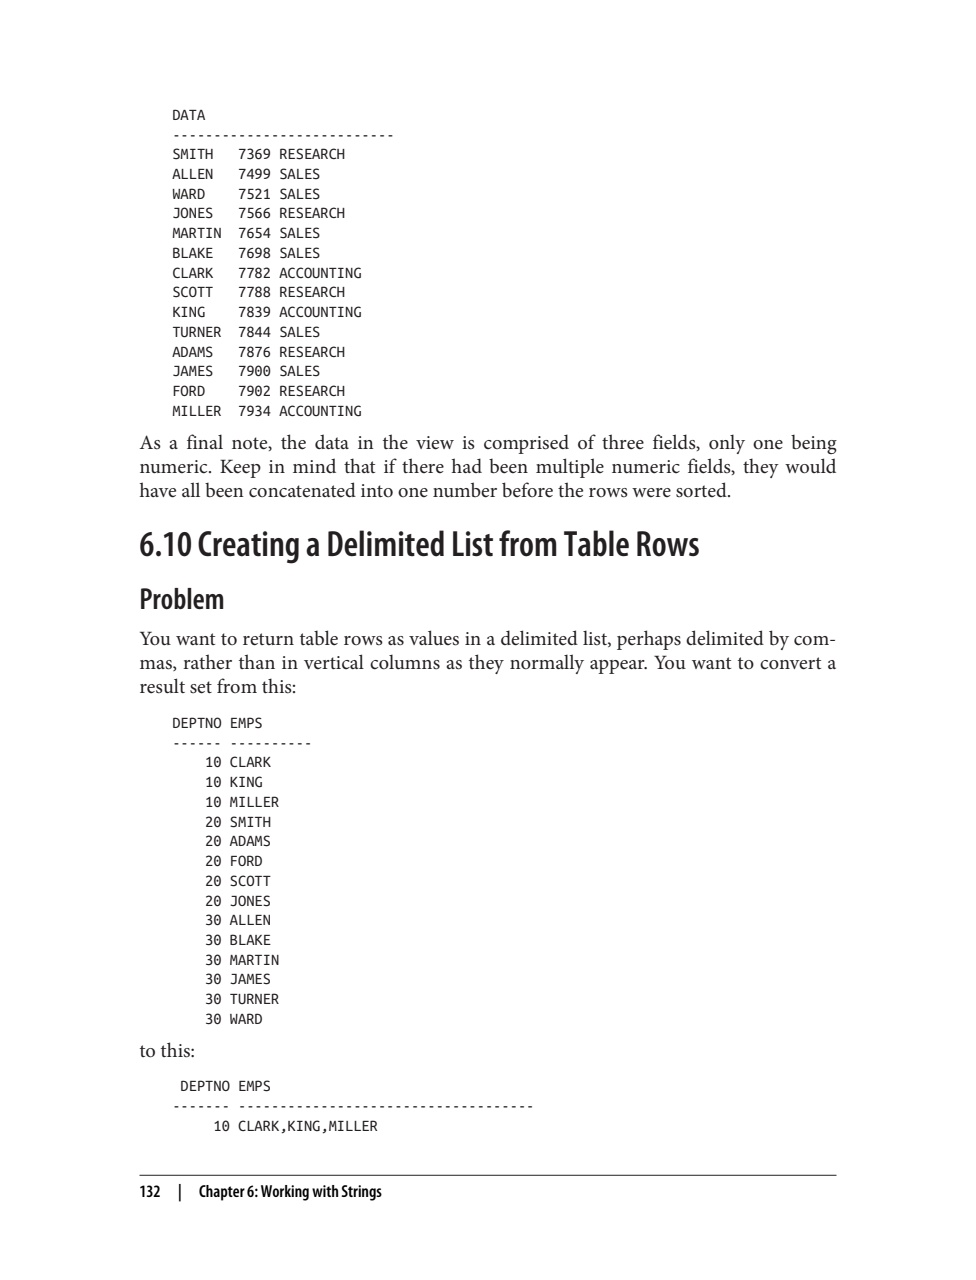 DATA
---------------------------
SMITH   7369 RESEARCH
ALLEN   7499 SALES
WARD    7521 SALES
JONES   7566 RESEARCH
MARTIN  7654 SALES
BLAKE   7698 SALES
CLARK   7782 ACCOUNTING
SCOTT   7788 RESEARCH
KING    7839 ACCOUNTING
TURNER  7844 SALES
ADAMS   7876 RESEARCH
JAMES   7900 SALES
FORD    7902 RESEARCH
MILLER  7934 ACCOUNTING
As a final note, the data in the view is comprised of three fields, only one being
numeric. Keep in mind that if there had been multiple numeric fields, they would
have all been concatenated into one number before the rows were sorted.
6.10 Creating a Delimited List from Table Rows
Problem
You want to return table rows as values in a delimited list, perhaps delimited by com-
mas, rather than in vertical columns as they normally appear. You want to convert a
result set from this:
DEPTNO EMPS
------ ----------
    10 CLARK
    10 KING
    10 MILLER
    20 SMITH
    20 ADAMS
    20 FORD
    20 SCOTT
    20 JONES
    30 ALLEN
    30 BLAKE
    30 MARTIN
    30 JAMES
    30 TURNER
    30 WARD
to this:
 DEPTNO EMPS
------- ------------------------------------
     10 CLARK,KING,MILLER
132 | Chapter 6: Working with Strings